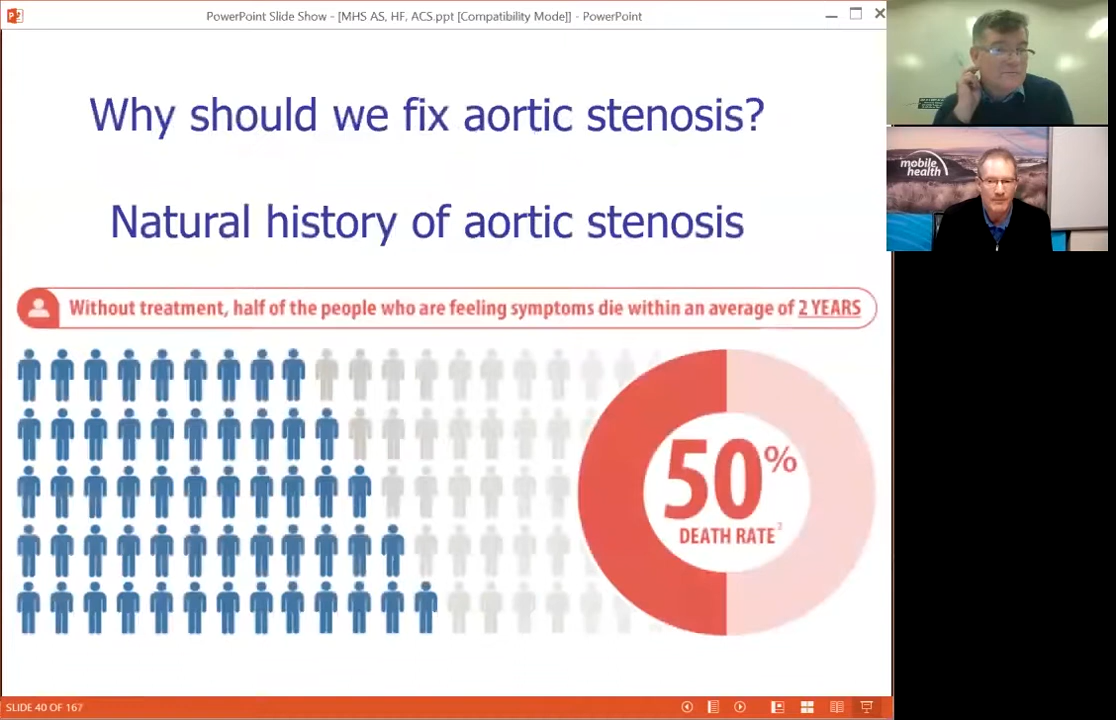 PowerPoint Slide Show - [MHS AS, HF, ACS.ppt [Compatibility Mode]] - PowerPoint
Why should we fix aortic stenosis?
mobile
health
Natural history of aortic stenosis
Without treatment, half of the people who are feeling symptoms die within an average of 2 YEARS
50%
DEATH RATE²
SLIDE 40 OF 167